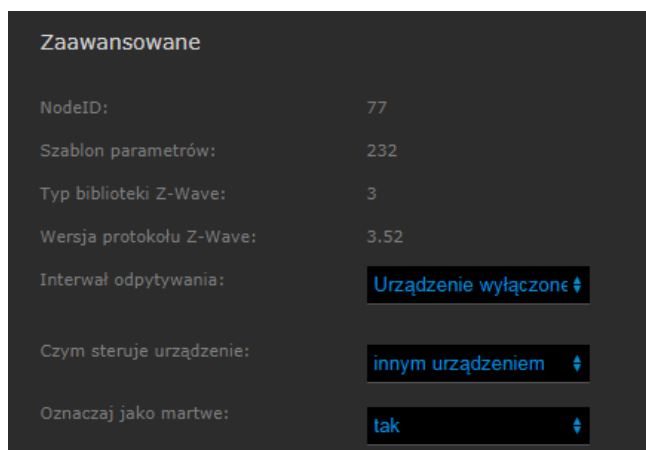 Zaawansowane
NodeID: 77
Szablon parametrów: 232
Typ biblioteki Z-Wave: 3
Wersja protokołu Z-Wave: 3.52
Interwał odpytywania: Urządzenie wyłączone
Czym steruje urządzenie: innym urządzeniem
Oznaczaj jako martwe: tak